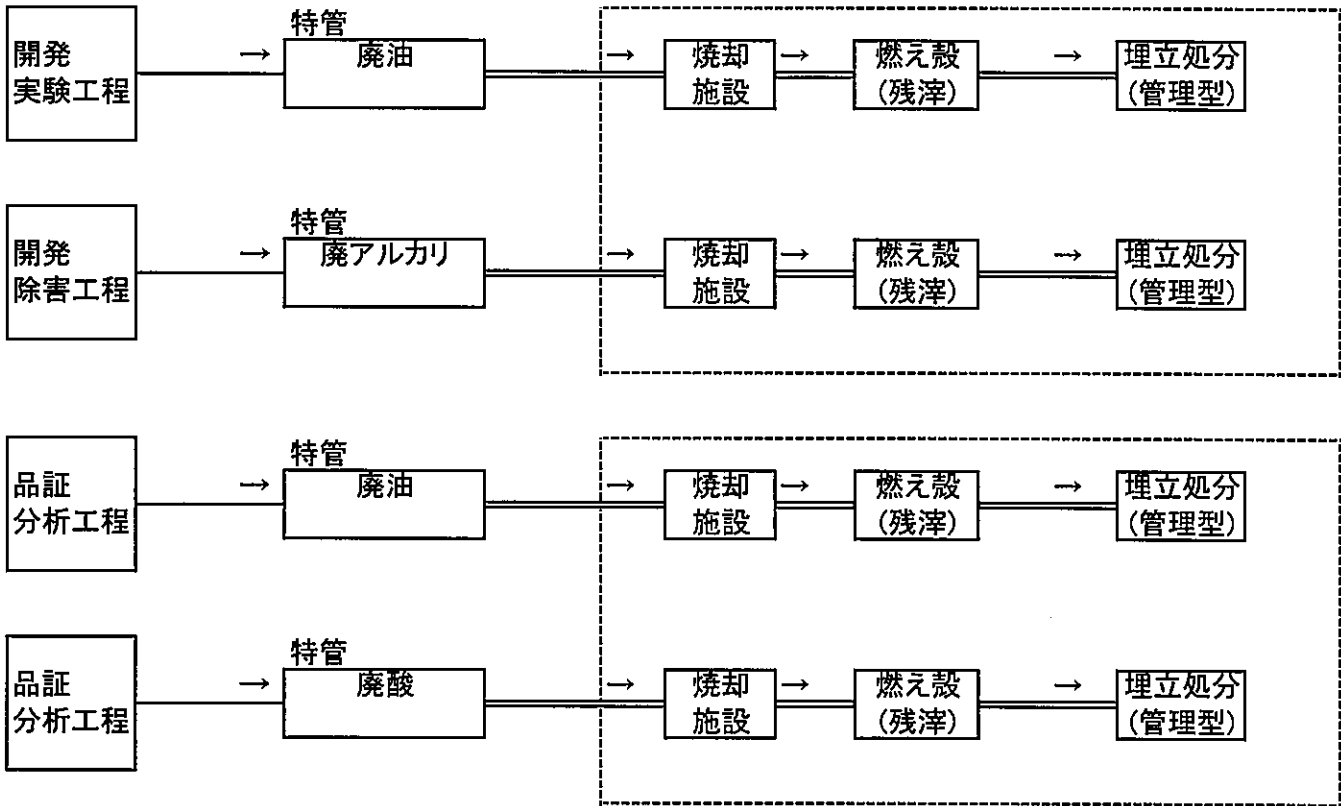 特管
開発
実験工程
→
廃油
→
焼却
施設
→
燃え殻
(残滓)
→
埋立処分
(管理型)
特管
開発
除害工程
→
廃アルカリ
→
焼却
施設
→
燃え殻
(残滓)
→
埋立処分
(管理型)
特管
品証
分析工程
→
廃油
→
焼却
施設
→
燃え殻
(残滓)
→
埋立処分
(管理型)
特管
品証
分析工程
→
廃酸
→
焼却
施設
→
燃え殻
(残滓)
→
埋立処分
(管理型)